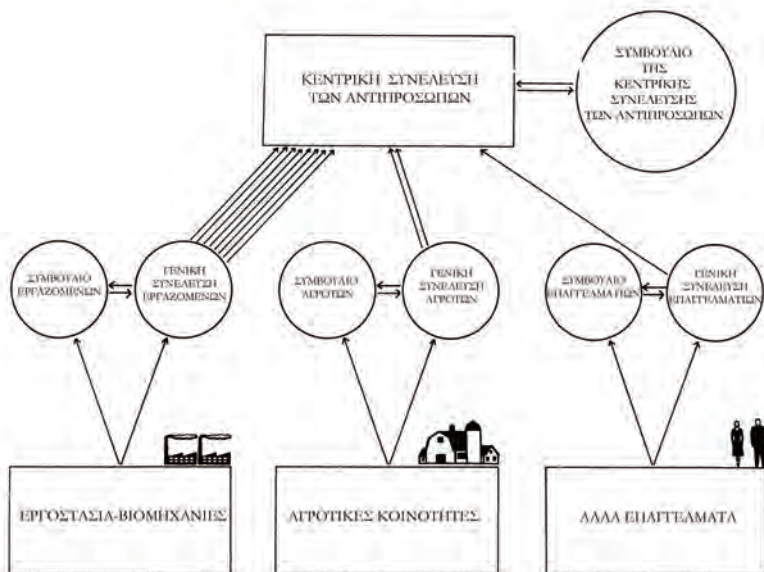 ΚΕΝΤΡΙΚΗ ΣΥΝΕΛΕΥΣΗ
ΤΩΝ ΑΝΤΙΠΡΟΣΩΠΩΝ
ΣΥΜΒΟΥΛΙΟ
ΤΗΣ
ΚΕΝΤΡΙΚΗΣ
ΣΥΝΕΛΕΥΣΗΣ
ΤΩΝ ΑΝΤΙΠΡΟΣΩΠΩΝ
ΣΥΜΒΟΥΛΙΟ
ΕΡΓΑΖΟΜΕΝΩΝ
ΓΕΝΙΚΗ
ΣΥΝΕΛΕΥΣΗ
ΕΡΓΑΖΟΜΕΝΩΝ
ΣΥΜΒΟΥΛΙΟ
ΑΓΡΟΤΩΝ
ΓΕΝΙΚΗ
ΣΥΝΕΛΕΥΣΗ
ΑΓΡΟΤΩΝ
ΣΥΜΒΟΥΛΙΟ
ΕΠΑΓΓΕΛΜΑΤΙΩΝ
ΓΕΝΙΚΗ
ΣΥΝΕΛΕΥΣΗ
ΕΠΑΓΓΕΛΜΑΤΙΩΝ
ΕΡΓΟΣΤΑΣΙΑ-ΒΙΟΜΗΧΑΝΙΕΣ
ΑΓΡΟΤΙΚΕΣ ΚΟΙΝΟΤΗΤΕΣ
ΑΛΛΑ ΕΠΑΓΓΕΛΜΑΤΑ